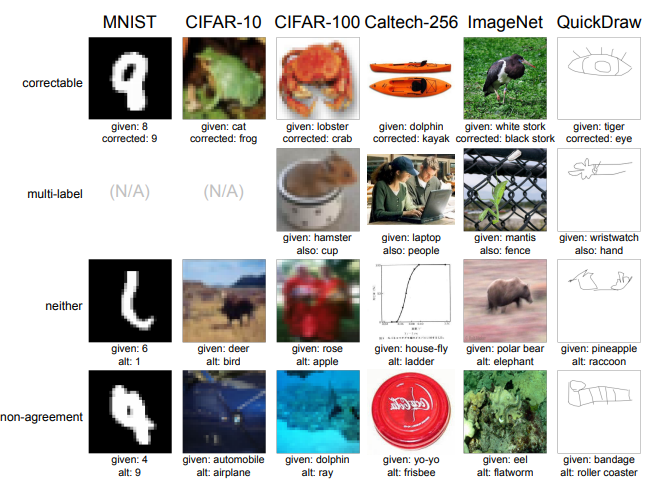 MNIST CIFAR-10 CIFAR-100 Caltech-256 ImageNet QuickDraw
correctable
given: 8 given: cat given: lobster given: dolphin given: white stork given: tiger
corrected: 9 corrected: frog corrected: crab corrected: kayak corrected: black stork corrected: eye
multi-label (N/A) (N/A)
given: hamster given: laptop given: mantis given: wristwatch
also: cup also: people also: fence also: hand
neither
given: 6 given: deer given: rose given: house-fly given: polar bear given: pineapple
alt: 1 alt: bird alt: apple alt: ladder alt: elephant alt: raccoon
non-agreement
given: 4 given: automobile given: dolphin given: yo-yo given: eel given: bandage
alt: 9 alt: airplane alt: ray alt: frisbee alt: flatworm alt: roller coaster